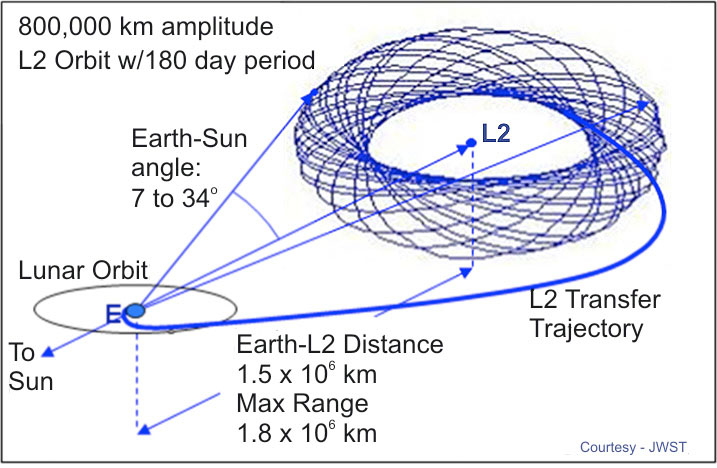 800,000 km amplitude
L2 Orbit w/180 day period
L2
Earth-Sun
angle:
7 to 34°
Lunar Orbit
E
To
Sun
L2 Transfer
Trajectory
Earth-L2 Distance
1.5 x 10⁶ km
Max Range
1.8 x 10⁶ km
Courtesy - JWST